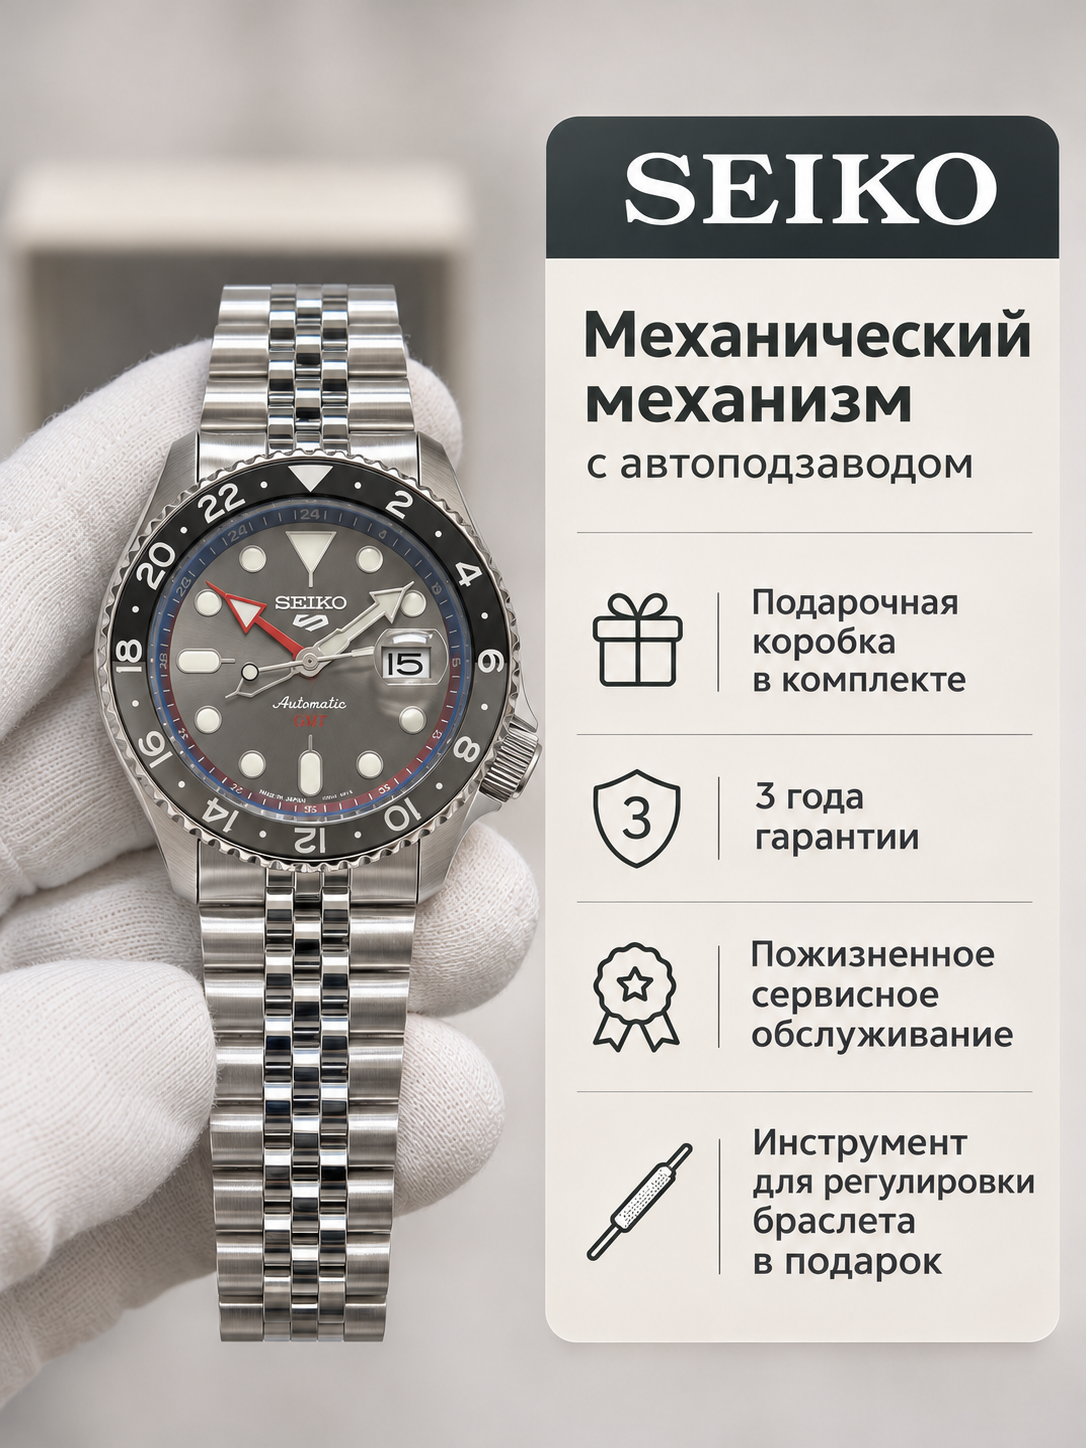 SEIKO
Механический
механизм
с автоподзаводом
Подарочная
коробка
в комплекте
3
3 года
гарантии
Пожизненное
сервисное
обслуживание
Инструмент
для регулировки
браслета
в подарок
22
2
20
4
18
6
16
8
14
12
10
24
SEIKO
5
15
Automatic
GMT